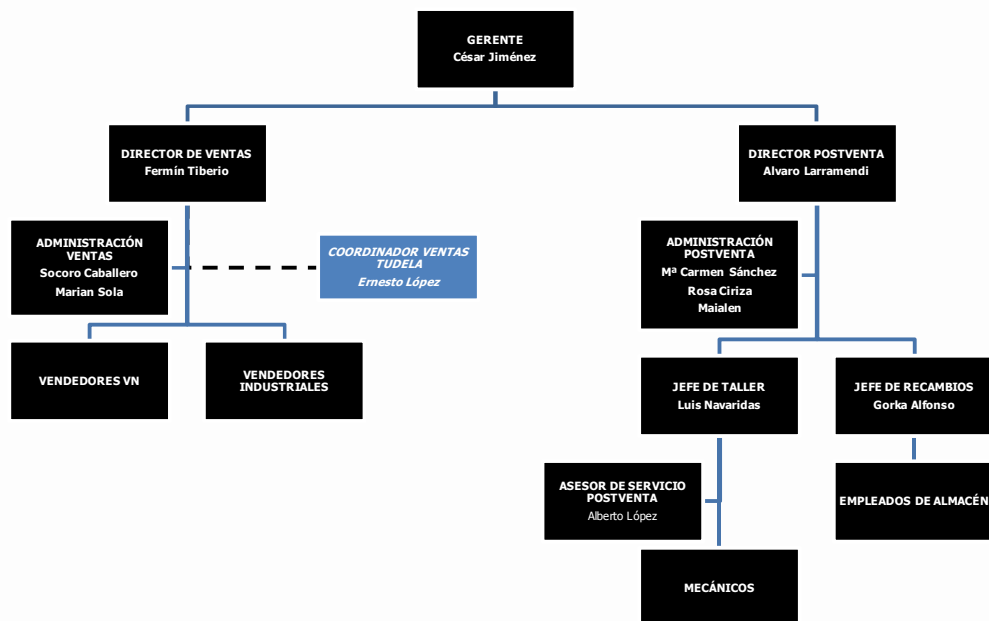 GERENTE
César Jiménez
DIRECTOR DE VENTAS
Fermín Tiberio
DIRECTOR POSTVENTA
Alvaro Larramendi
ADMINISTRACIÓN
VENTAS
Socoro Caballero
Marian Sola
COORDINADOR VENTAS
TUDELA
Ernesto López
ADMINISTRACIÓN
POSTVENTA
Mª Carmen Sánchez
Rosa Ciriza
Maialen
VENDEDORES VN
VENDEDORES
INDUSTRIALES
JEFE DE TALLER
Luis Navaridas
JEFE DE RECAMBIOS
Gorka Alfonso
ASESOR DE SERVICIO
POSTVENTA
Alberto López
EMPLEADOS DE ALMACÉN
MECÁNICOS